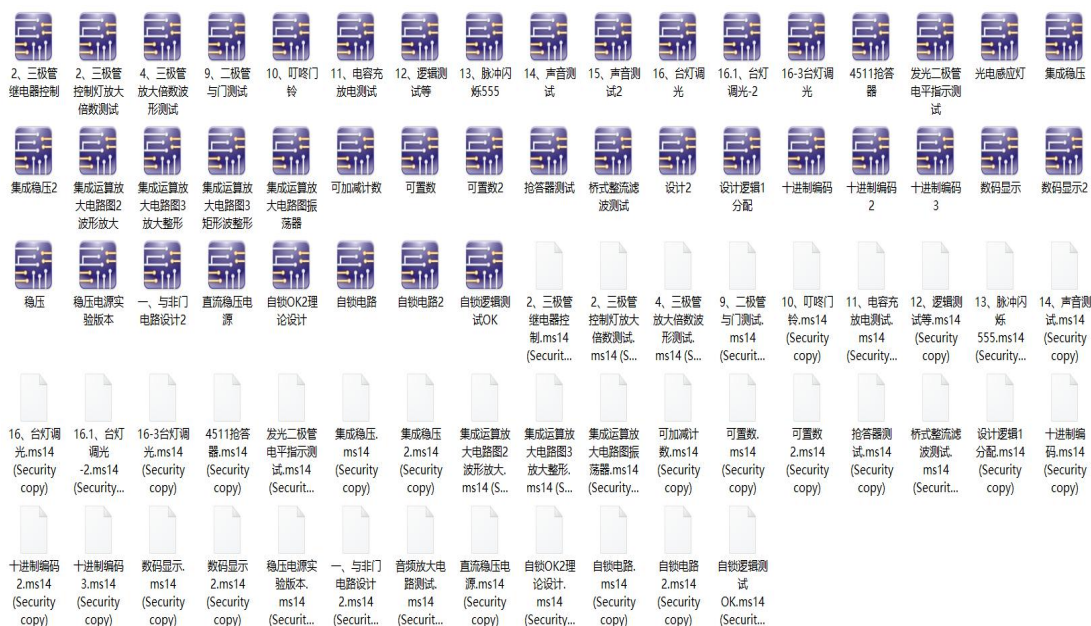 2、三极管
继电器控制
2、三极管
控制灯放大
倍数测试
4、三极管
放大倍数波
形测试
9、二极管
与门测试
10、叮咚门
铃
11、电容充
放电测试
12、逻辑测
试等
13、脉冲闪
烁555
14、声音测
试
15、声音测
试2
16、台灯调
光
16.1、台灯
调光-2
16-3台灯调
光
4511抢答
器
发光二极管
电平指示测
试
光电感应灯
集成稳压
集成稳压2
集成运算放
大电路图2
波形放大
集成运算放
大电路图3
放大整形
集成运算放
大电路图3
矩形波整形
集成运算放
大电路图振
荡器
可加减计数
可置数
可置数2
抢答器测试
桥式整流滤
波测试
设计2
设计逻辑1
分配
十进制编码
十进制编码
2
十进制编码
3
数码显示
数码显示2
稳压
稳压电源实
验版本
一、与非门
电路设计2
直流稳压电
源
自锁OK2理
论设计
自锁电路
自锁电路2
自锁逻辑测
试OK
2、三极管
继电器控
制.ms14
(Securit...
2、三极管
控制灯放大
倍数测试.
ms14 (S...
4、三极管
放大倍数波
形测试.
ms14 (S...
9、二极管
与门测试.
ms14
(Securit...
10、叮咚门
铃.ms14
(Security
copy)
11、电容充
放电测试.
ms14
(Security...
12、逻辑测
试等.ms14
(Security
copy)
13、脉冲闪
烁
555.ms14
(Security...
14、声音测
试.ms14
(Security
copy)
16、台灯调
光.ms14
(Security
copy)
16.1、台灯
调光
-2.ms14
(Security...
16-3台灯调
光.ms14
(Security
copy)
4511抢答
器.ms14
(Security
copy)
发光二极管
电平指示测
试.ms14
(Securit...
集成稳压.
ms14
(Security
copy)
集成稳压
2.ms14
(Security
copy)
集成运算放
大电路图2
波形放大.
ms14 (S...
集成运算放
大电路图3
放大整形.
ms14 (S...
集成运算放
大电路图振
荡器.ms14
(Security...
可加减计
数.ms14
(Security
copy)
可置数.
ms14
(Security
copy)
可置数
2.ms14
(Security
copy)
抢答器测
试.ms14
(Security
copy)
桥式整流滤
波测试.
ms14
(Securit...
设计逻辑1
分配.ms14
(Security
copy)
十进制编
码.ms14
(Security
copy)
十进制编码
2.ms14
(Security
copy)
十进制编码
3.ms14
(Security
copy)
数码显示.
ms14
(Security
copy)
数码显示
2.ms14
(Security
copy)
稳压电源实
验版本.
ms14
(Securit...
一、与非门
电路设计
2.ms14
(Securit...
音频放大电
路测试.
ms14
(Securit...
直流稳压电
源.ms14
(Security
copy)
自锁OK2理
论设计.
ms14
(Security...
自锁电路.
ms14
(Security
copy)
自锁电路
2.ms14
(Security
copy)
自锁逻辑测
试
OK.ms14
(Securit...